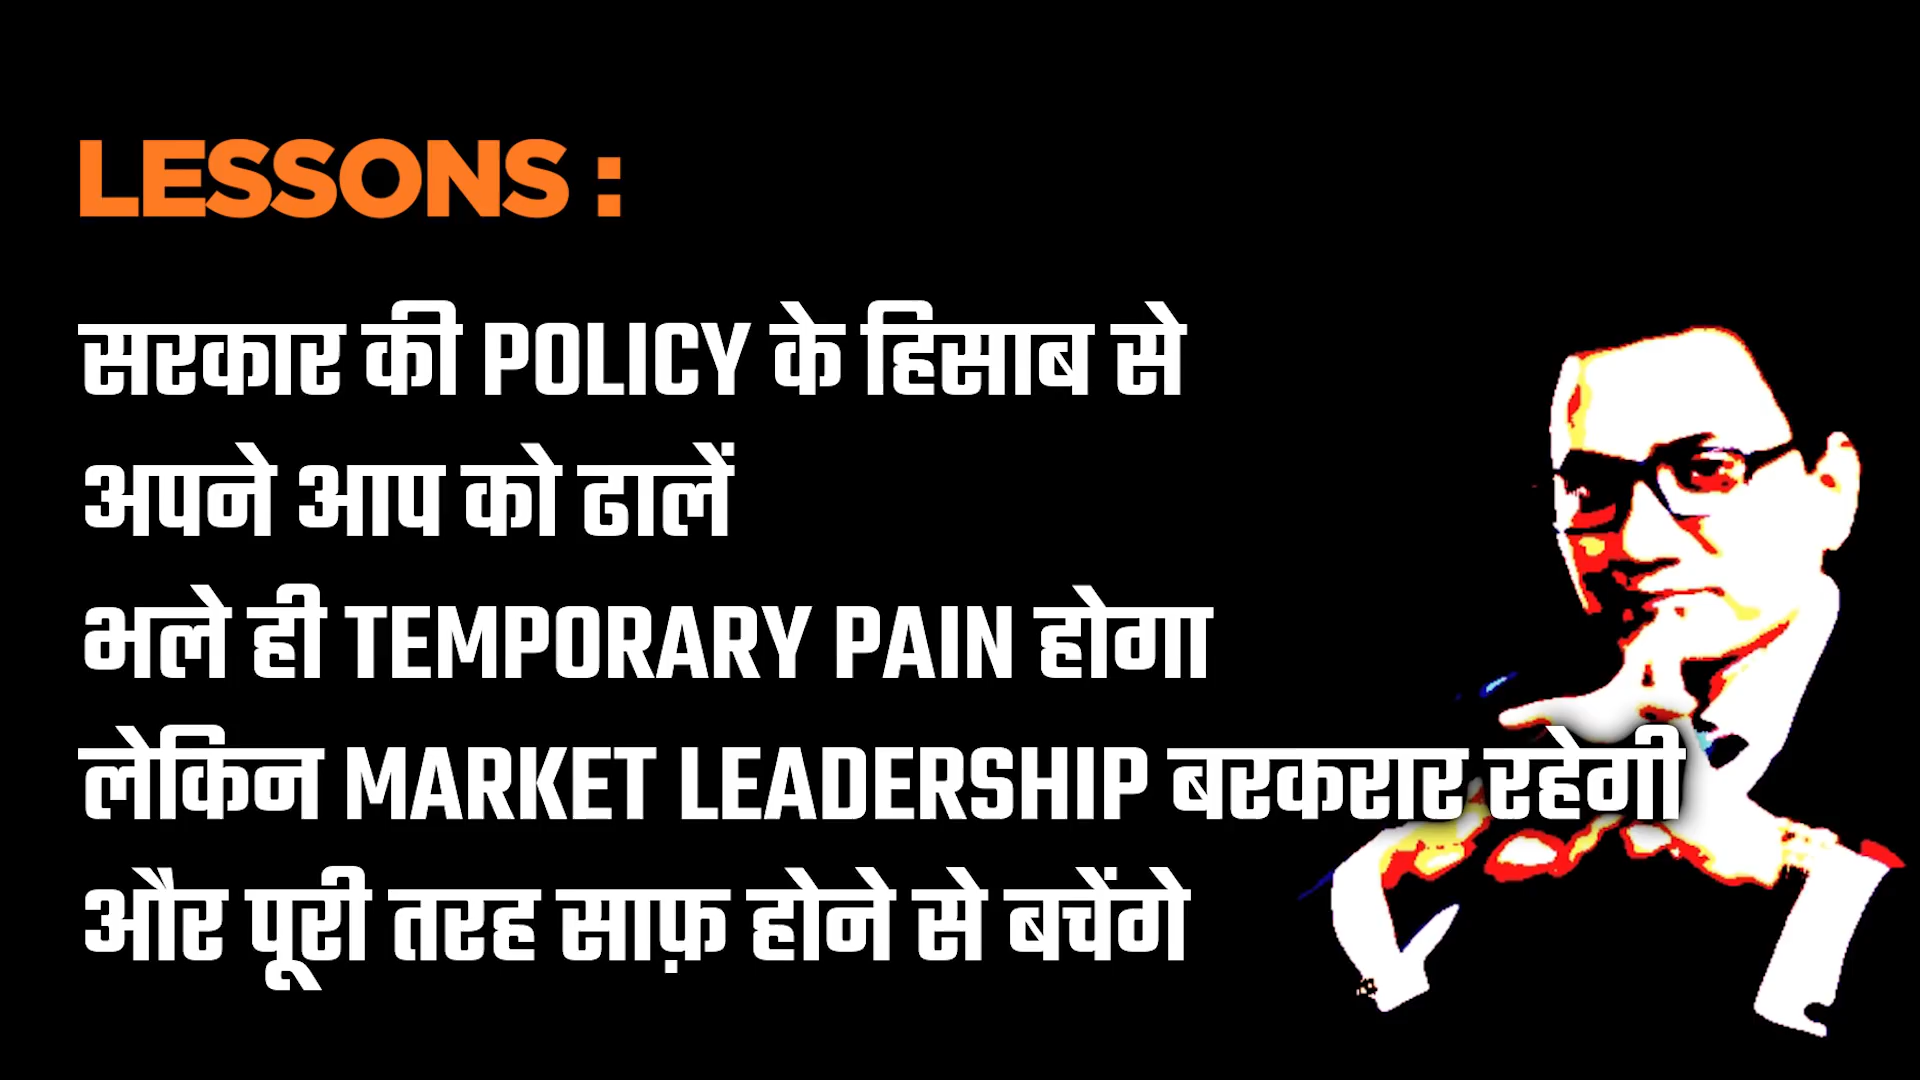 LESSONS :
सरकार की POLICY के हिसाब से
अपने आप को ढालें
भले ही TEMPORARY PAIN होगा
लेकिन MARKET LEADERSHIP बरकरार रहेगी
और पूरी तरह साफ़ होने से बचेंगे